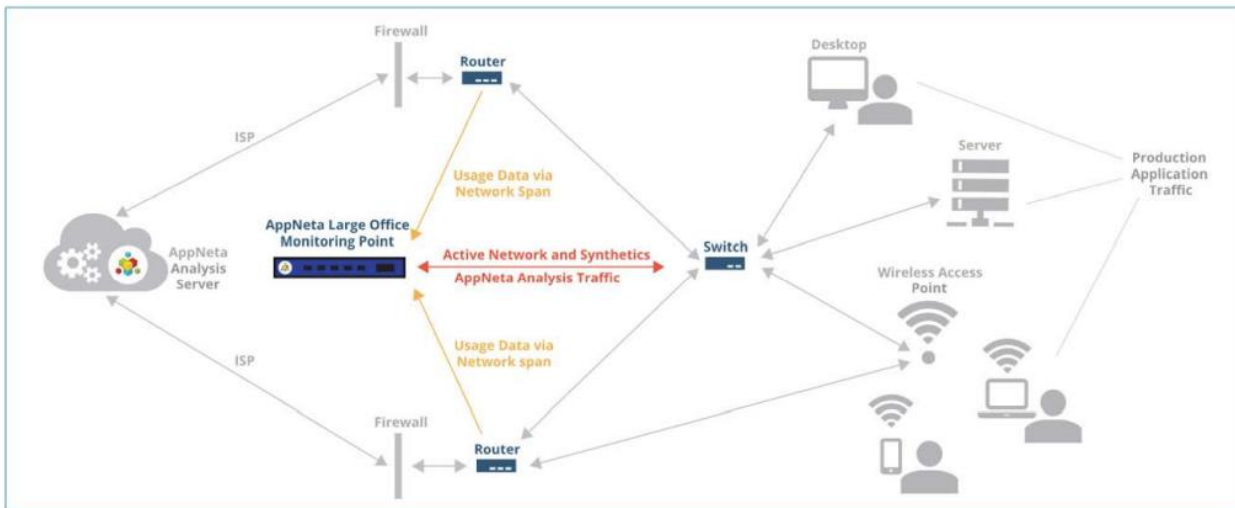 Firewall
Router
Desktop
ISP
Server
Production
Application
Traffic
Usage Data via
Network Span
AppNeta Large Office
Monitoring Point
AppNeta
Analysis
Server
Active Network and Synthetics
AppNeta Analysis Traffic
Switch
Wireless Access
Point
Usage Data via
Network span
ISP
Firewall
Router